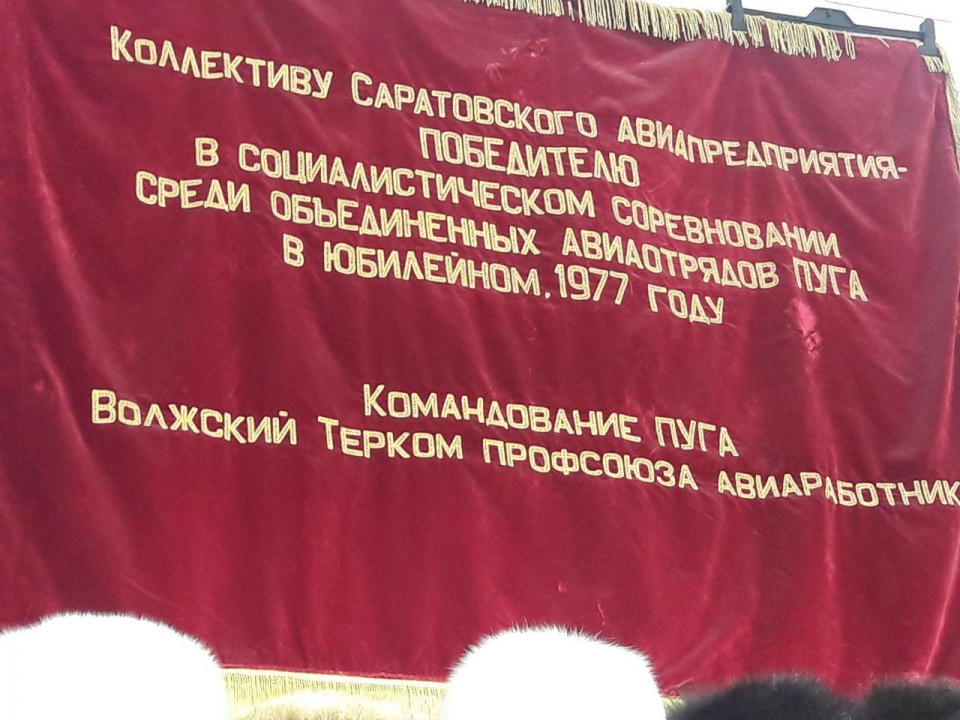 Коллективу Саратовского авиапредприятия-
победителю
в социалистическом соревновании
среди объединенных авиаотрядов ПУГА
в юбилейном, 1977 году
Командование ПУГА
Волжский Терком профсоюза авиаработник